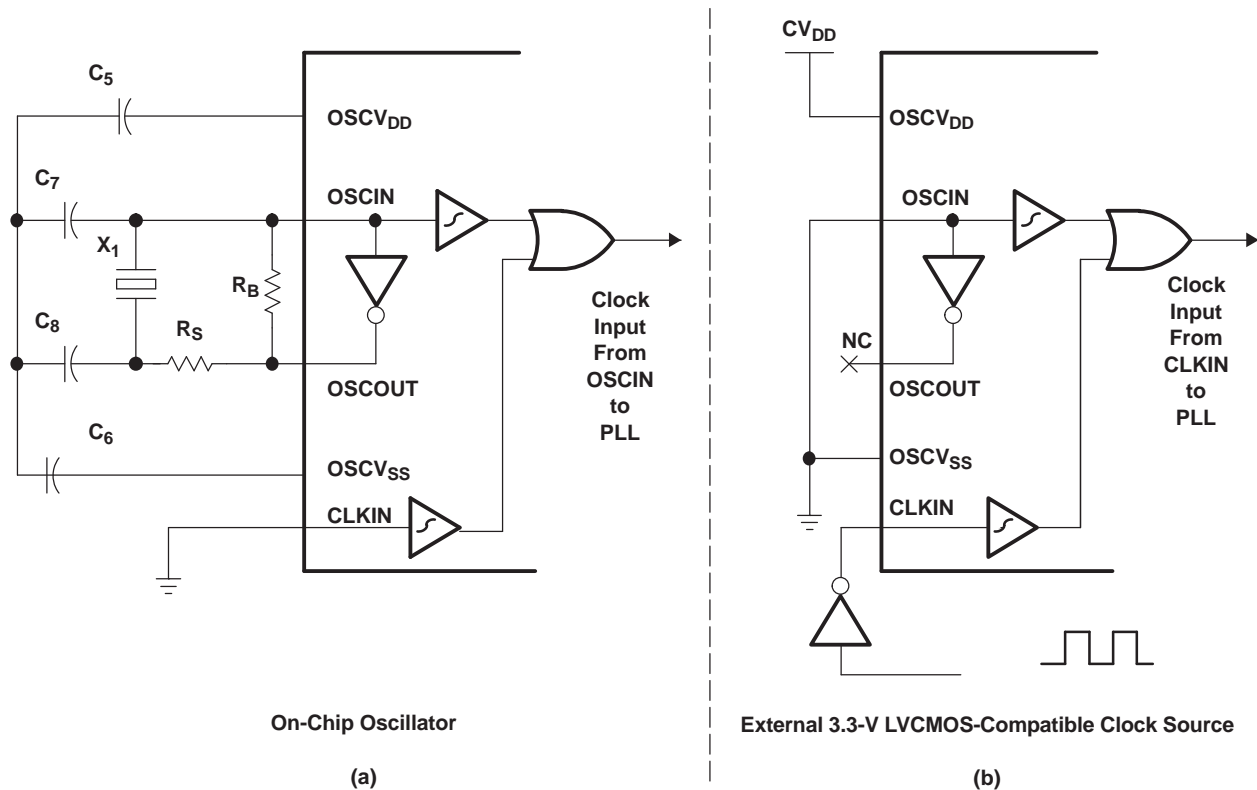 C5
OSCVDD
C7
OSCIN
X1
RB
C8
RS
OSCOUT
C6
OSCVSS
CLKIN
Clock
Input
From
OSCIN
to
PLL
On-Chip Oscillator
(a)
CVDD
OSCVDD
OSCIN
NC
OSCOUT
OSCVSS
CLKIN
Clock
Input
From
CLKIN
to
PLL
External 3.3-V LVCMOS-Compatible Clock Source
(b)